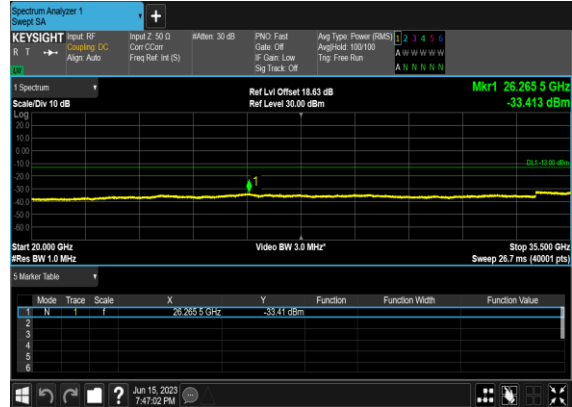 Spectrum Analyzer 1
Swept SA
+
KEYSIGHT Input: RF Input Z: 50 Ω #Atten: 30 dB PNO: Fast Avg Type: Power (RMS) 1 2 3 4 5 6
R T Coupling: DC Corr CCorr Gate: Off Avg|Hold: 100/100 A W W W W W
Align: Auto Freq Ref: Int (S) IF Gain: Low Trig: Free Run
Sig Track: Off A N N N N N
1 Spectrum Ref Lvl Offset 18.63 dB Mkr1 26.265 5 GHz
Scale/Div 10 dB Ref Level 30.00 dBm -33.413 dBm
Log
20.0
10.0
0.00
-10.0 DL1 -13.00 dBm
-20.0
1
-30.0
-40.0
-50.0
-60.0
Start 20.000 GHz Video BW 3.0 MHz* Stop 35.500 GHz
#Res BW 1.0 MHz Sweep 26.7 ms (40001 pts)
5 Marker Table
Mode Trace Scale X Y Function Function Width Function Value
1 N 1 f 26.265 5 GHz -33.41 dBm
2
3
4
5
6
? Jun 15, 2023
7:47:02 PM